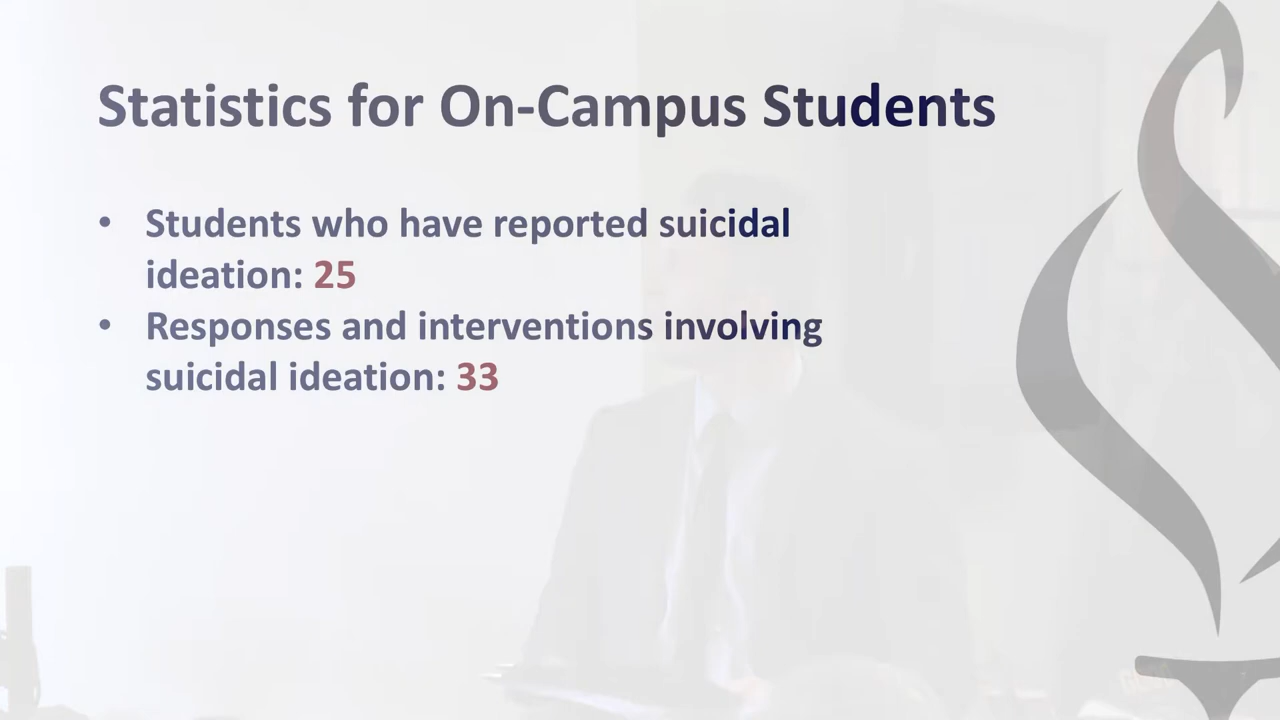 Statistics for On-Campus Students
• Students who have reported suicidal
ideation: 25
• Responses and interventions involving
suicidal ideation: 33